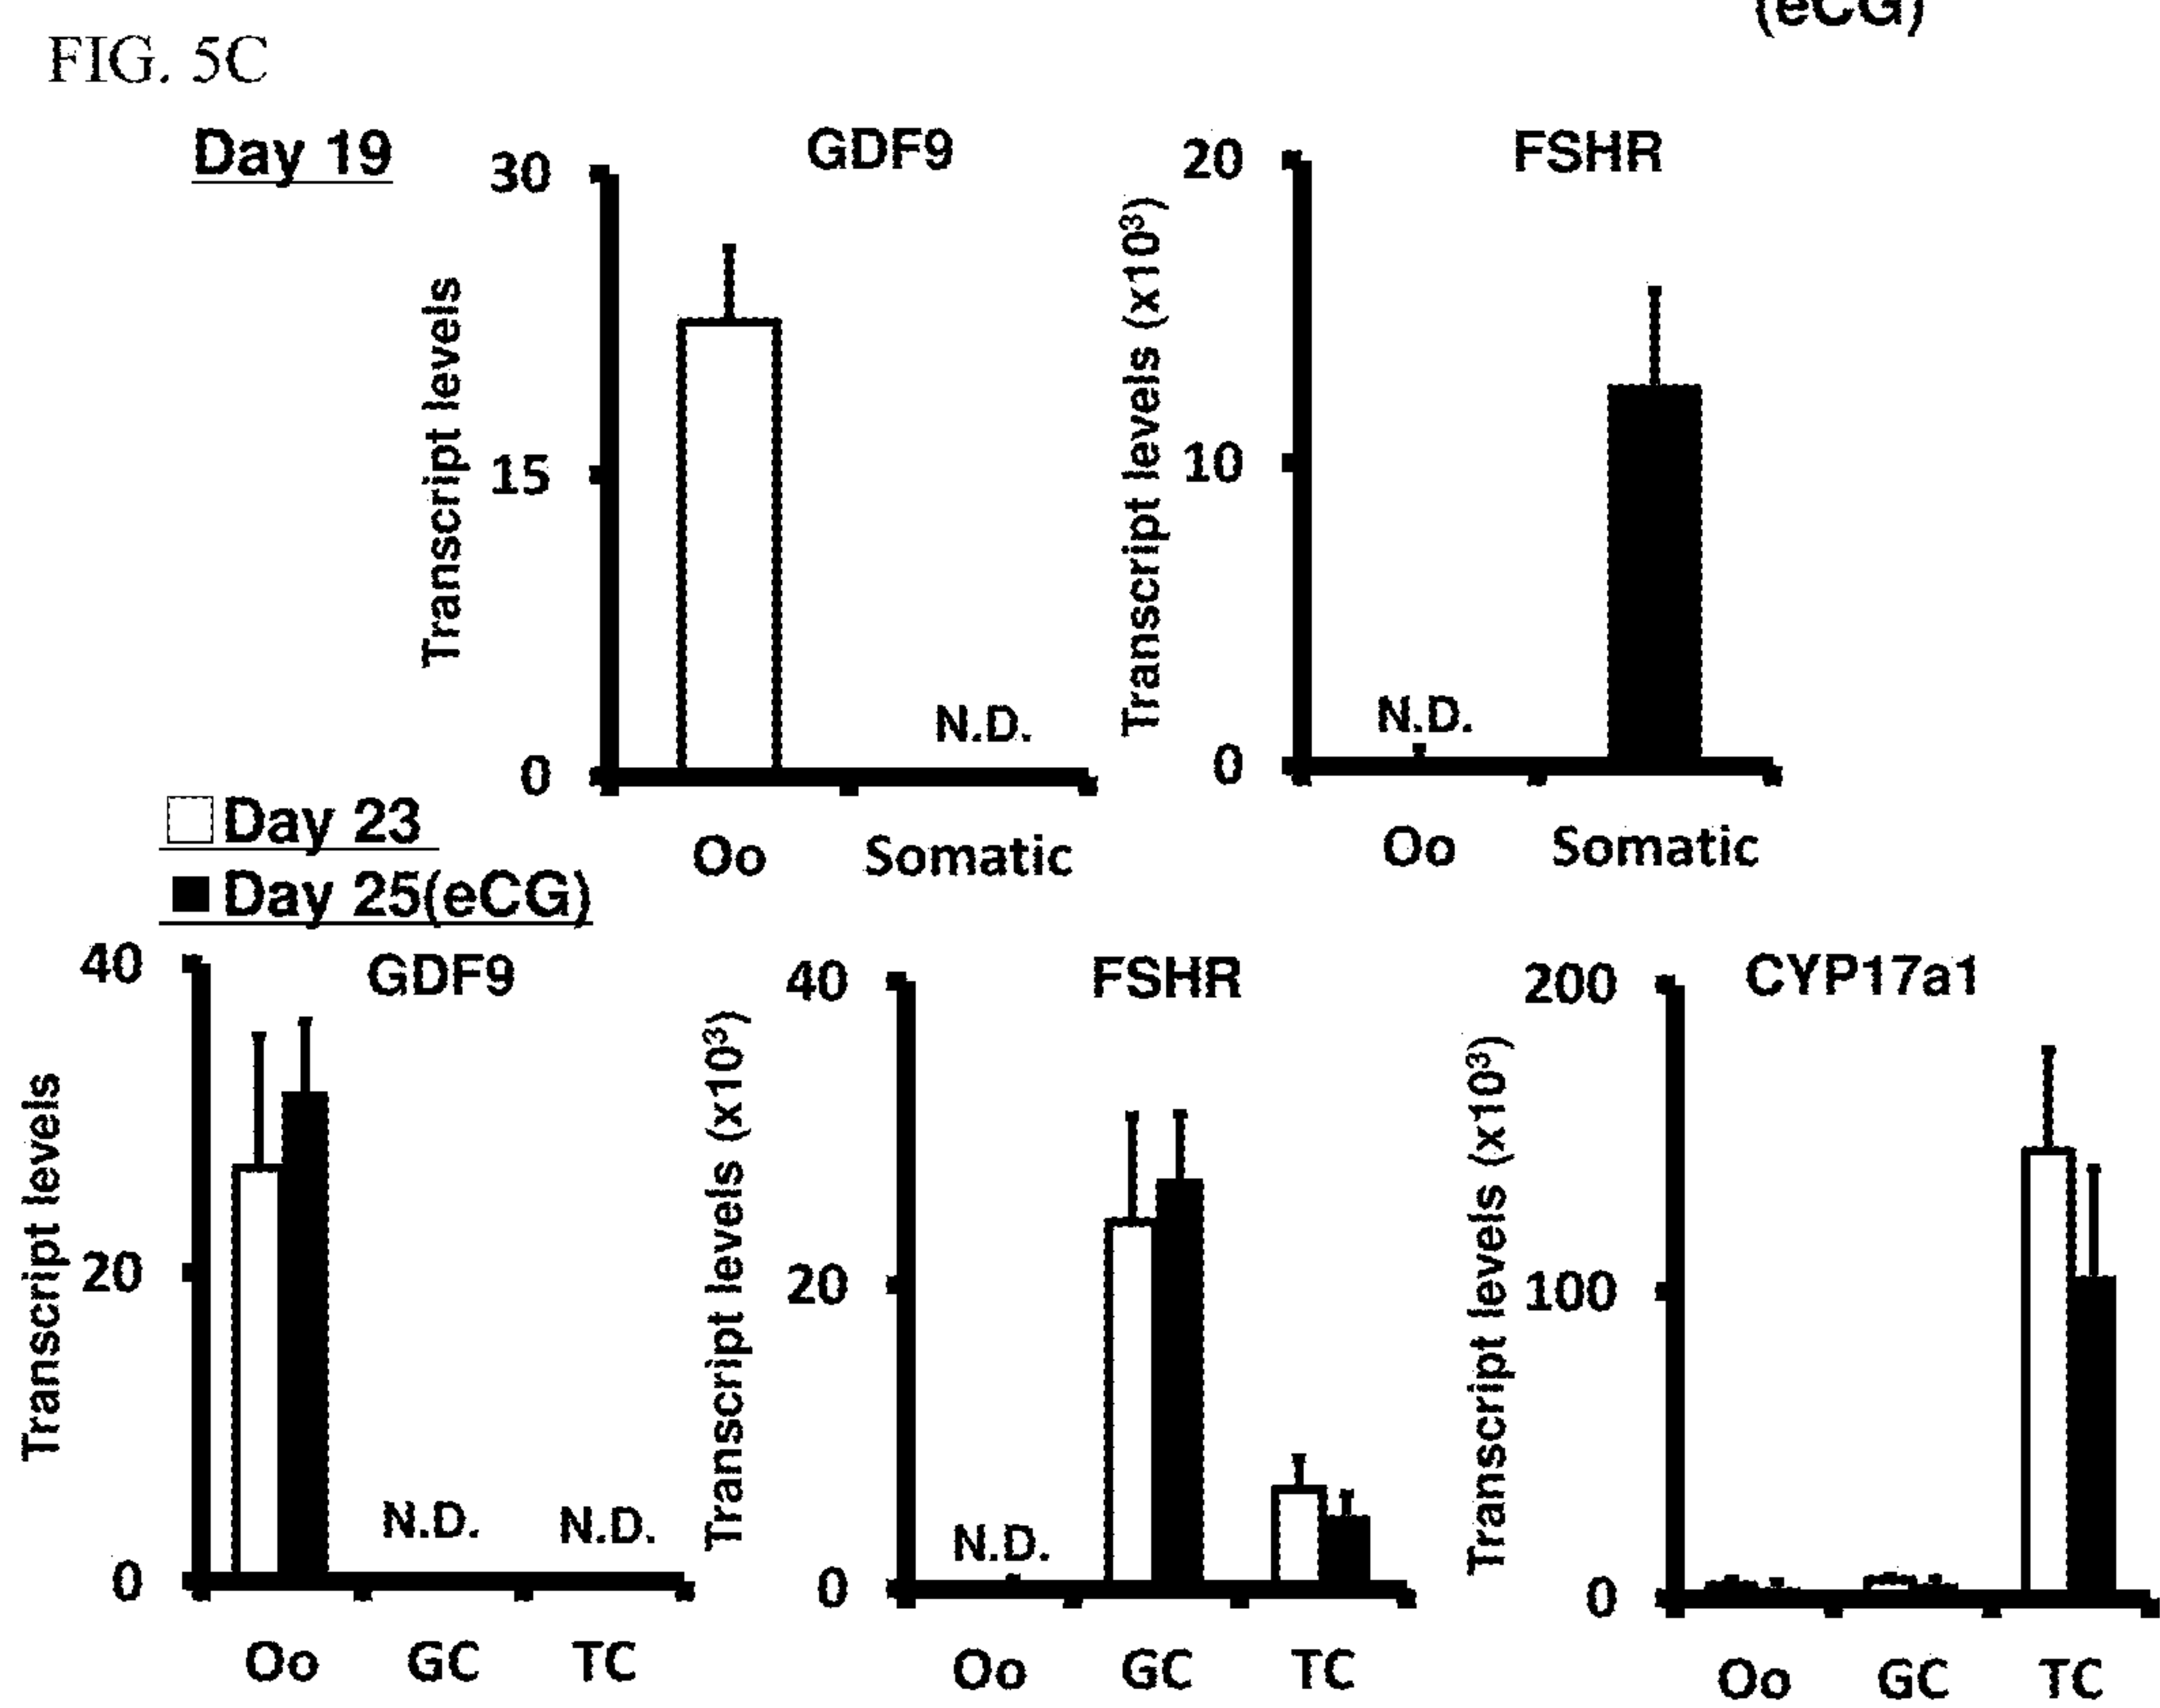 (eCG)
FIG. 5C
Day 19
GDF9
Transcript levels
30
15
0
N.D.
Oo Somatic
FSHR
Transcript levels (x10³)
20
10
0
N.D.
Oo Somatic
Day 23
Day 25(eCG)
GDF9
Transcript levels
40
20
0
N.D. N.D.
Oo GC TC
FSHR
Transcript levels (x10³)
40
20
0
N.D.
Oo GC TC
CYP17a1
Transcript levels (x10³)
200
100
0
Oo GC TC